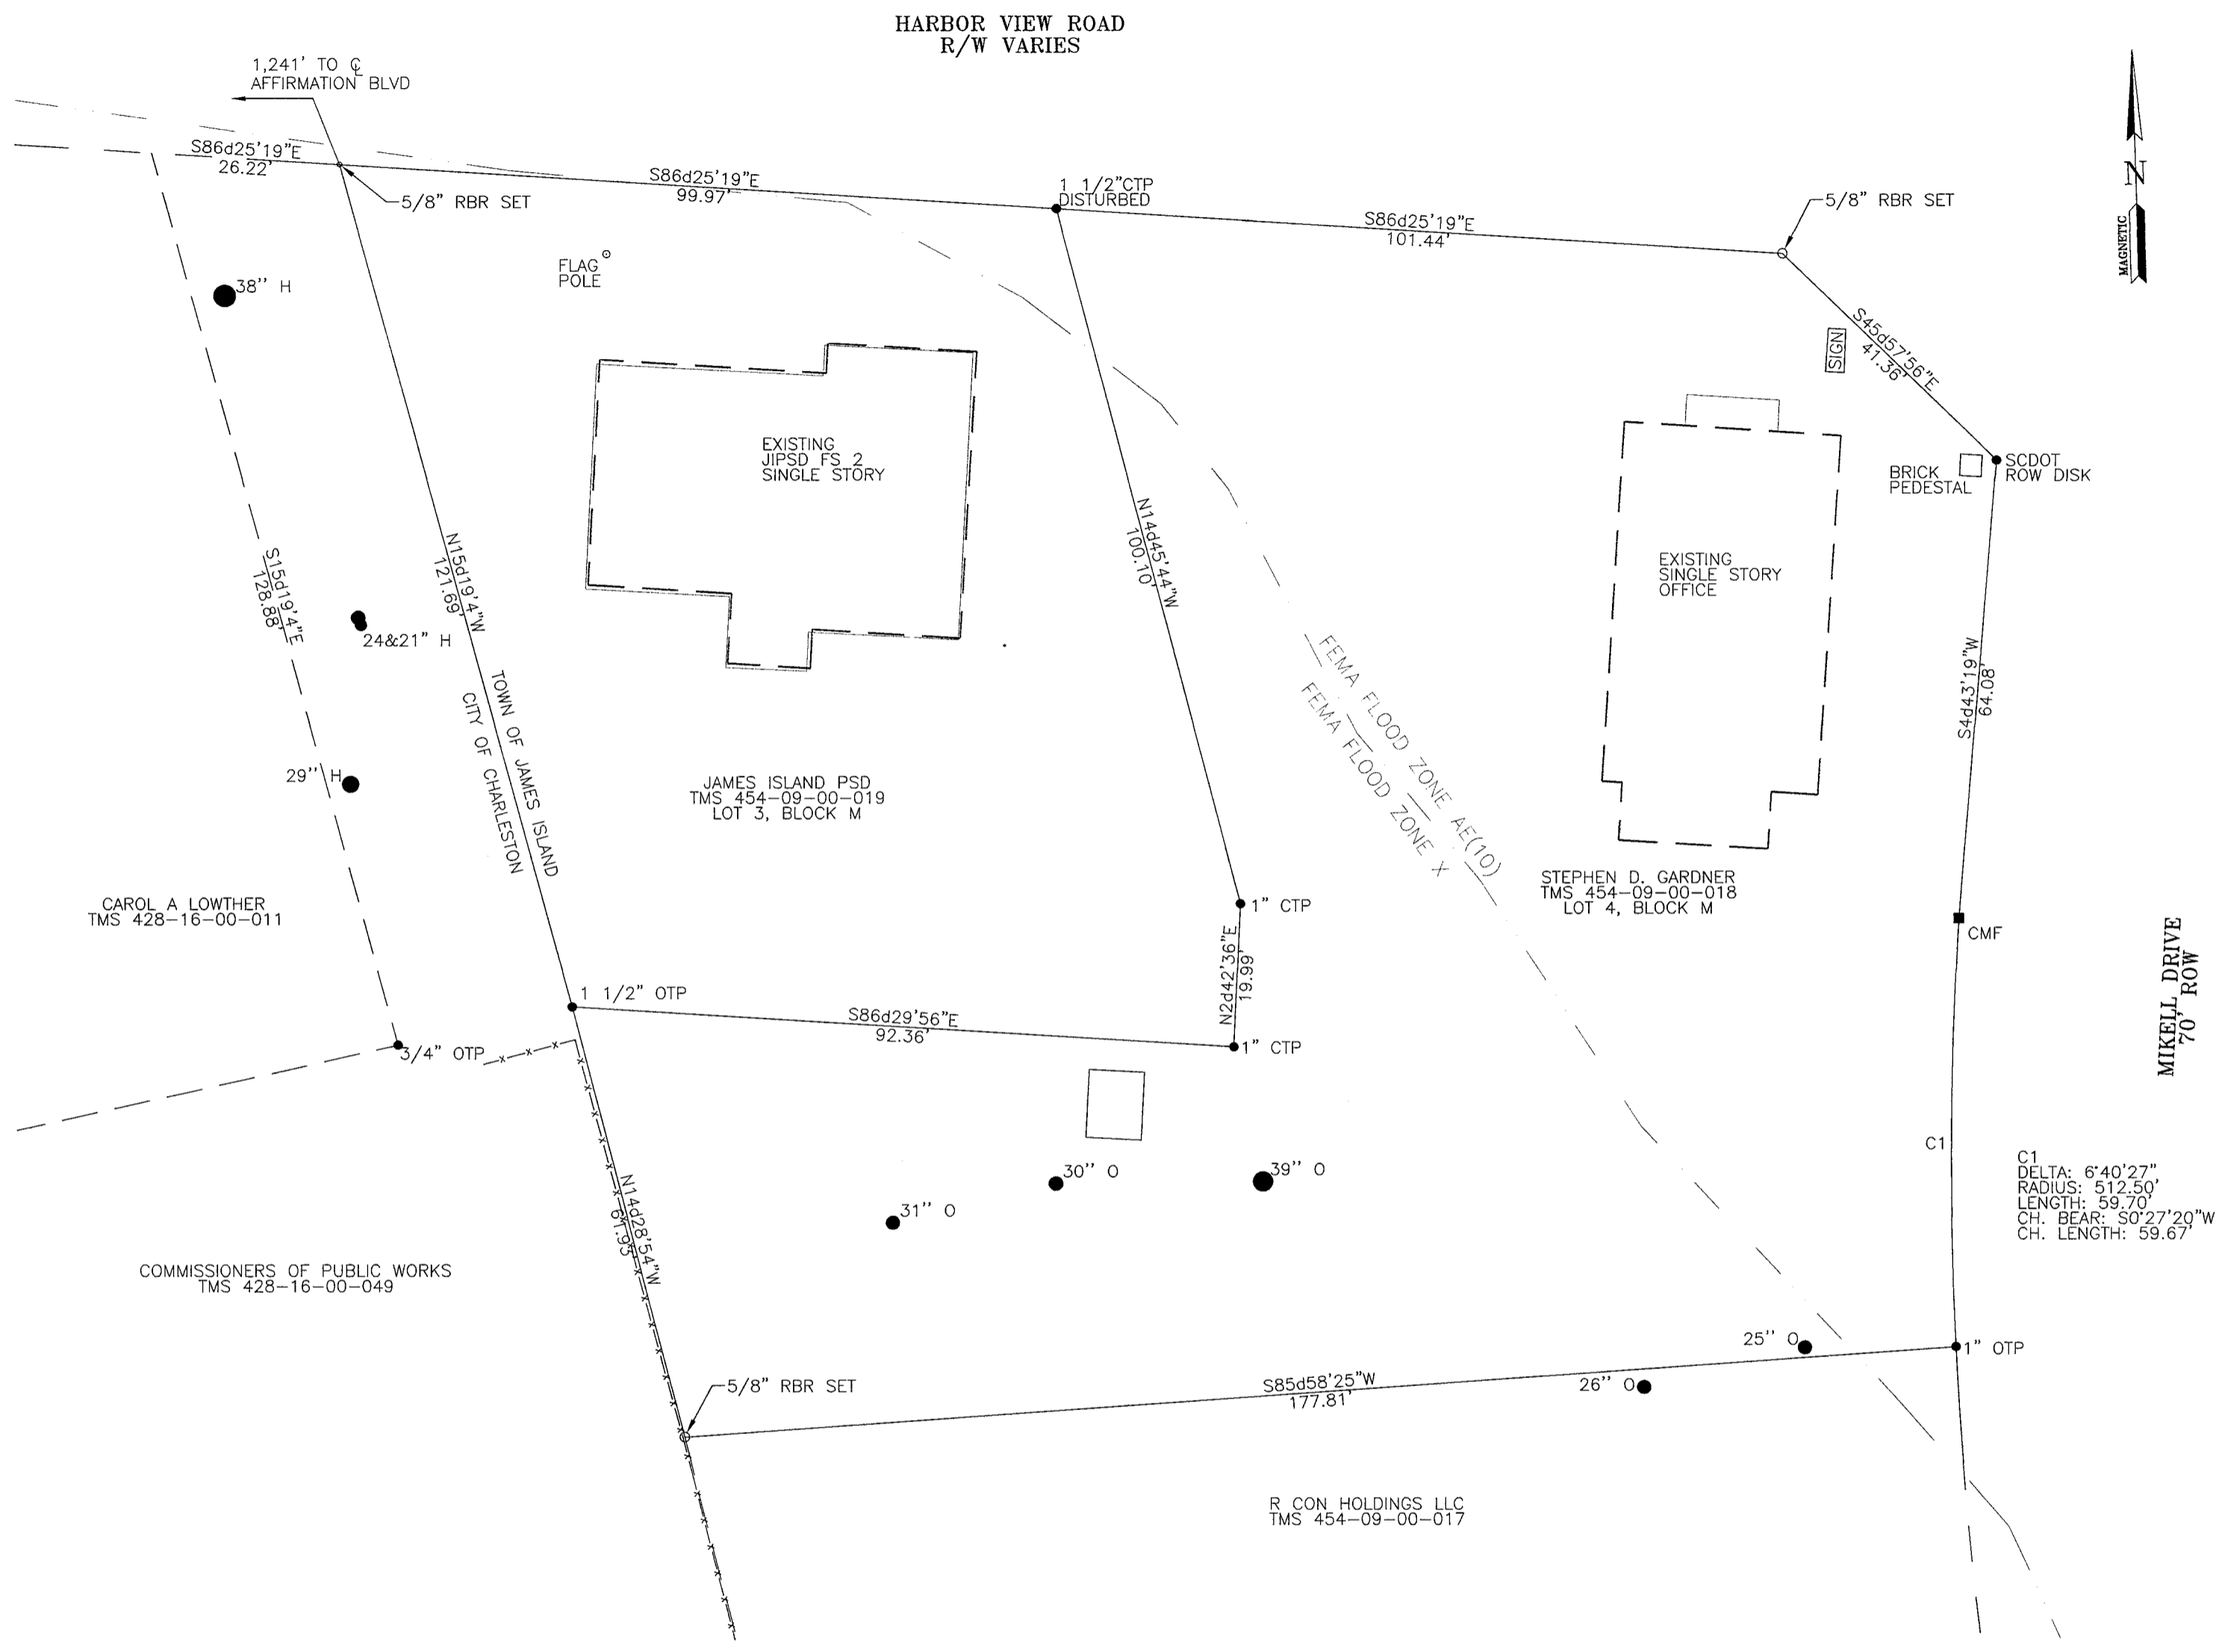 HARBOR VIEW ROAD
R/W VARIES
1,241' TO ℄
AFFIRMATION BLVD
S86d25'19"E
26.22'
5/8" RBR SET
S86d25'19"E
99.97'
1 1/2"CTP
DISTURBED
S86d25'19"E
101.44'
5/8" RBR SET
N
MAGNETIC
38'' H
FLAG
POLE
SIGN
S45d57'56"E
41.36'
EXISTING
JIPSD FS 2
SINGLE STORY
BRICK
PEDESTAL
SCDOT
ROW DISK
N14d45'44"W
100.10'
EXISTING
SINGLE STORY
OFFICE
S15d19'4"E
128.88'
N15d19'4"W
121.69'
24&21" H
S4d43'19"W
64.08'
TOWN OF JAMES ISLAND
CITY OF CHARLESTON
FEMA FLOOD ZONE AE(10)
FEMA FLOOD ZONE X
29'' H
JAMES ISLAND PSD
TMS 454-09-00-019
LOT 3, BLOCK M
STEPHEN D. GARDNER
TMS 454-09-00-018
LOT 4, BLOCK M
CAROL A LOWTHER
TMS 428-16-00-011
1" CTP
CMF
N2d42'36"E
19.99'
MIKELL DRIVE
70' ROW
1 1/2" OTP
S86d29'56"E
92.36'
1" CTP
3/4" OTP
C1
C1
DELTA: 6°40'27"
RADIUS: 512.50'
LENGTH: 59.70'
CH. BEAR: S0°27'20"W
CH. LENGTH: 59.67'
30'' O
39'' O
31'' O
N14d28'54"W
61.93'
COMMISSIONERS OF PUBLIC WORKS
TMS 428-16-00-049
25'' O
1" OTP
5/8" RBR SET
S85d58'25"W
177.81'
26'' O
R CON HOLDINGS LLC
TMS 454-09-00-017